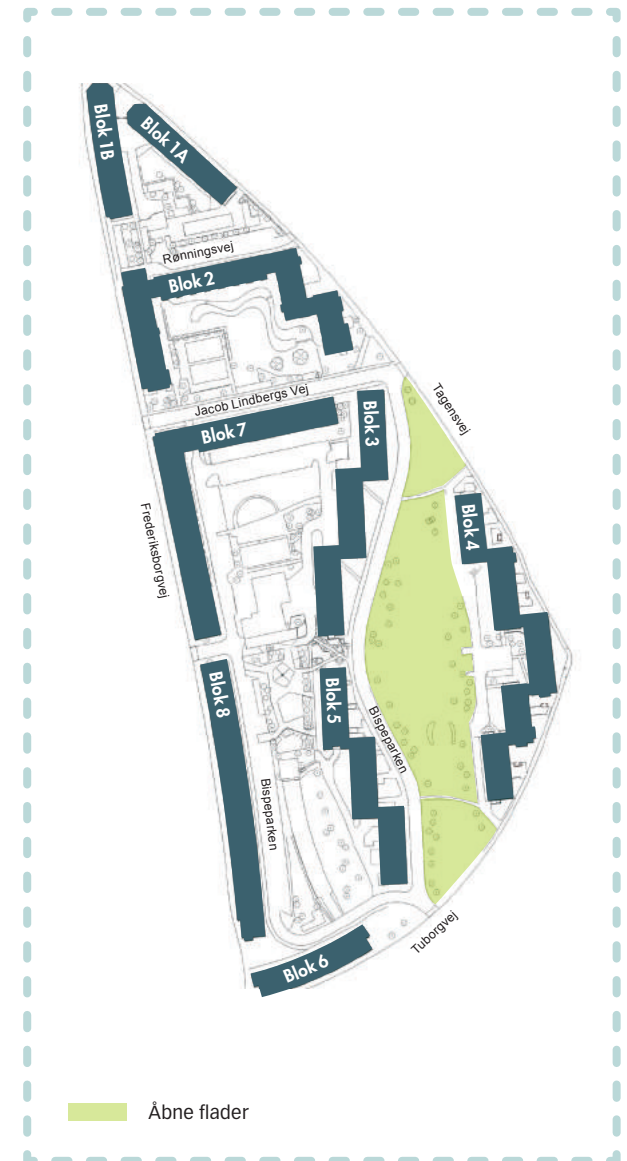 Blok 1B
Blok 1A
Rønningsvej
Blok 2
Jacob Lindbergs Vej
Tagensvej
Blok 3
Blok 7
Blok 4
Frederiksborgvej
Blok 5
Blok 8
Bispeparken
Bispeparken
Tuborgvej
Blok 6
Åbne flader